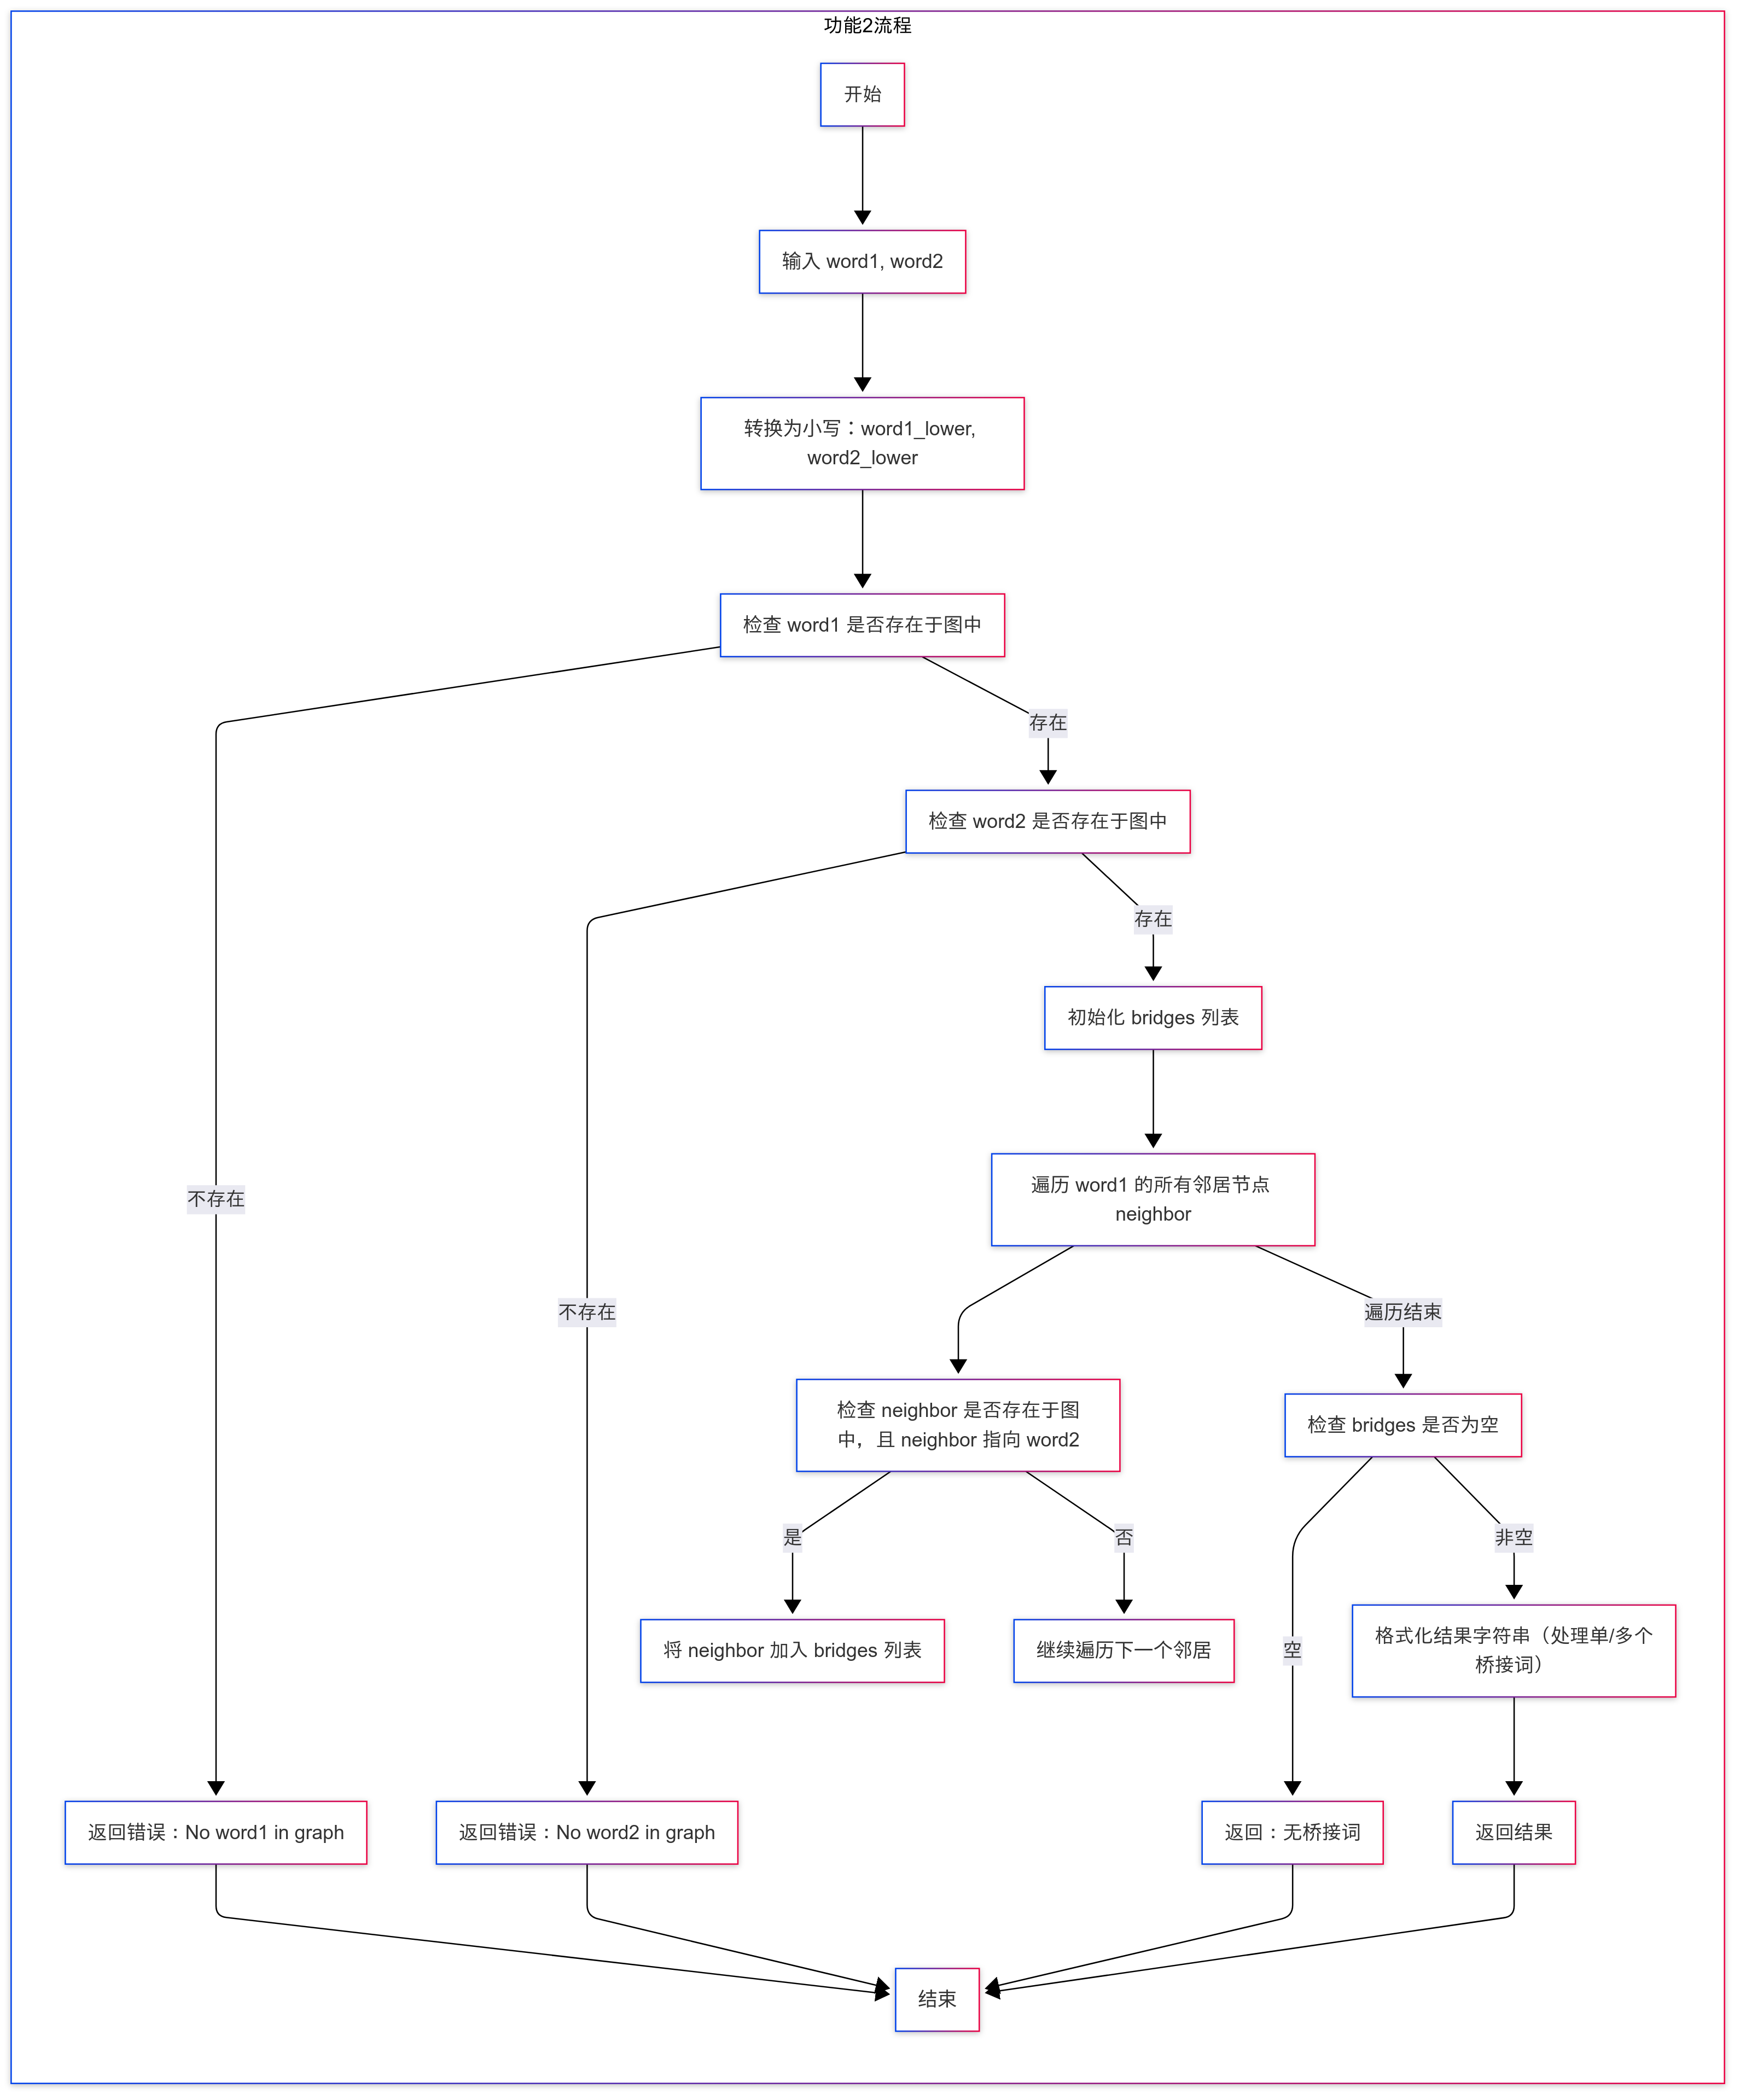 功能2流程
开始
输入 word1, word2
转换为小写：word1_lower,
word2_lower
检查 word1 是否存在于图中
存在
检查 word2 是否存在于图中
存在
初始化 bridges 列表
遍历 word1 的所有邻居节点
neighbor
不存在
不存在
遍历结束
检查 neighbor 是否存在于图
中，且 neighbor 指向 word2
检查 bridges 是否为空
是
否
非空
将 neighbor 加入 bridges 列表
继续遍历下一个邻居
空
格式化结果字符串（处理单/多个
桥接词）
返回错误：No word1 in graph
返回错误：No word2 in graph
返回：无桥接词
返回结果
结束